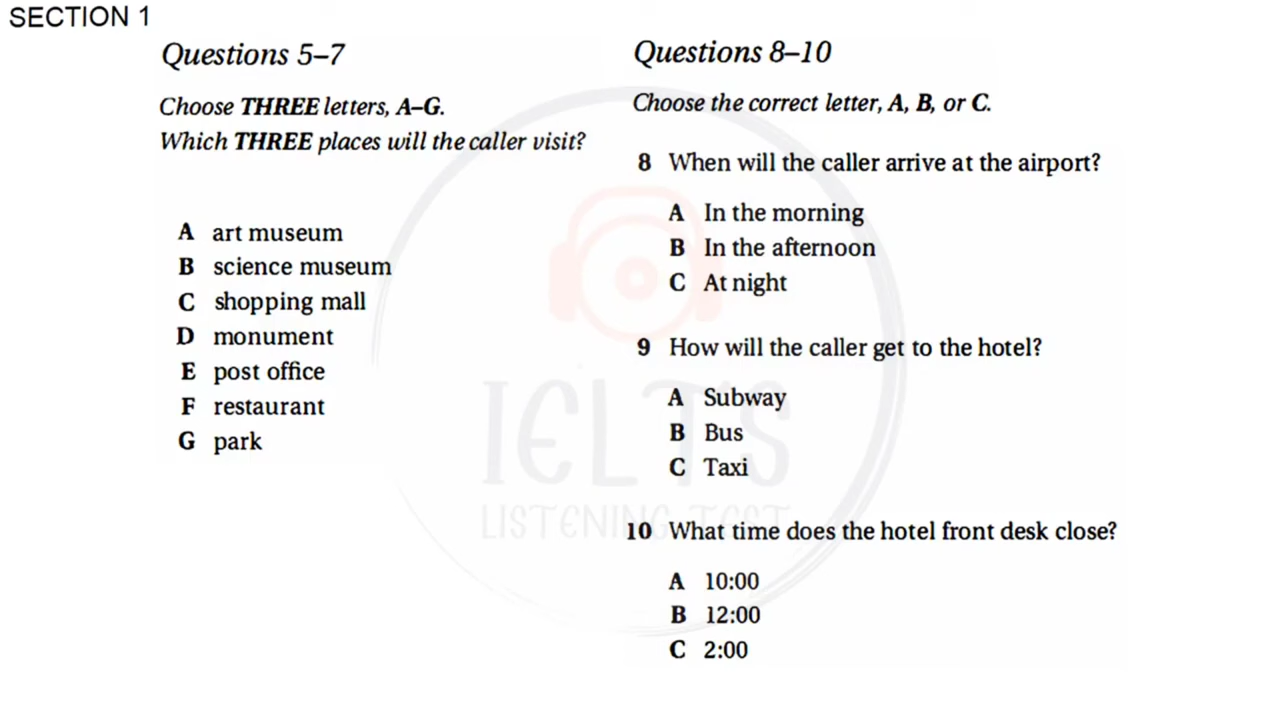 SECTION 1
Questions 5–7
Choose THREE letters, A–G.
Which THREE places will the caller visit?
A art museum
B science museum
C shopping mall
D monument
E post office
F restaurant
G park
Questions 8–10
Choose the correct letter, A, B, or C.
8 When will the caller arrive at the airport?
A In the morning
B In the afternoon
C At night
9 How will the caller get to the hotel?
A Subway
B Bus
C Taxi
10 What time does the hotel front desk close?
A 10:00
B 12:00
C 2:00
IELTS
LISTENING TEST